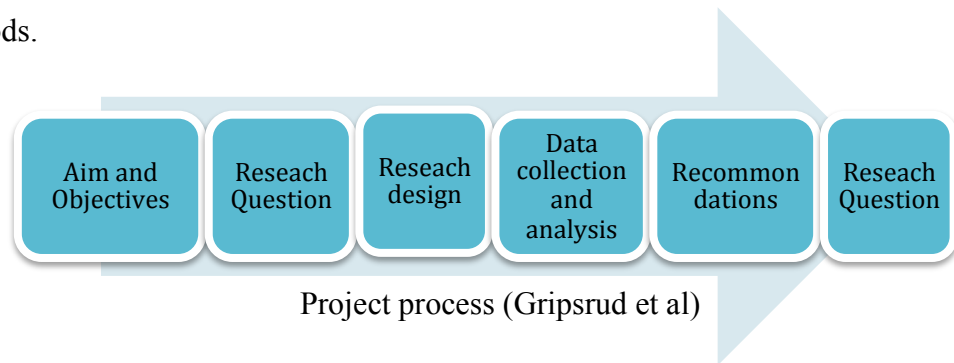 ods.
Aim and
Objectives
Reseach
Question
Reseach
design
Data
collection
and
analysis
Recommon
dations
Reseach
Question
Project process (Gripsrud et al)